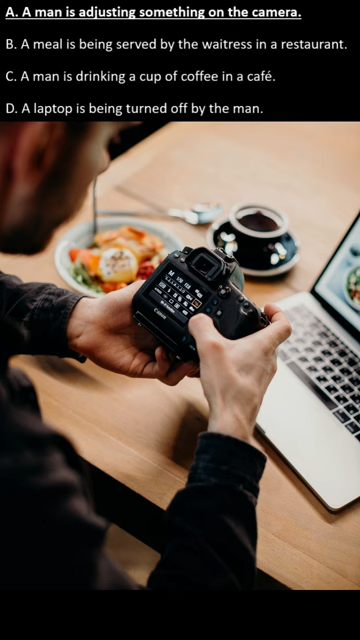 A. A man is adjusting something on the camera.
B. A meal is being served by the waitress in a restaurant.
C. A man is drinking a cup of coffee in a café.
D. A laptop is being turned off by the man.
M
Canon